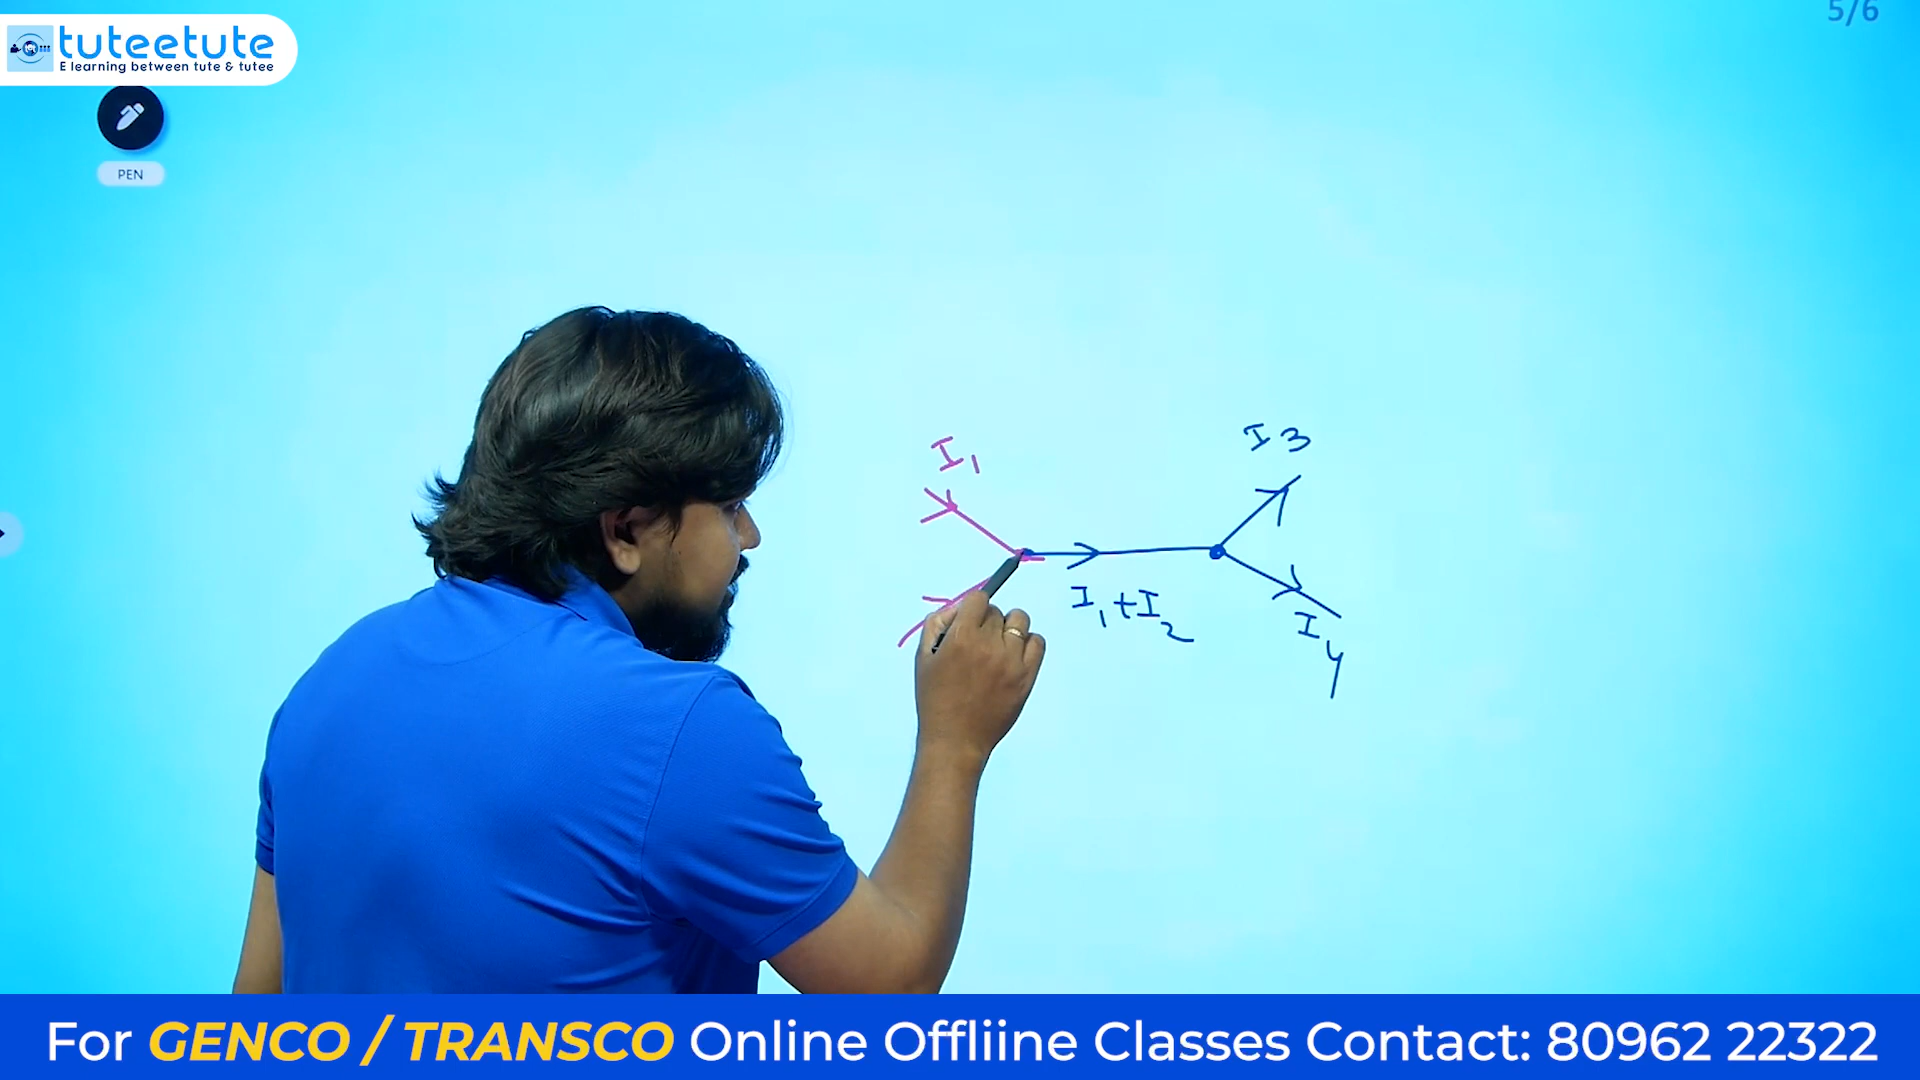 5/6
tuteetute
E learning between tute & tutee
PEN
I₁
I3
I₁+I₂
I₄
For GENCO / TRANSCO Online Offliine Classes Contact: 80962 22322